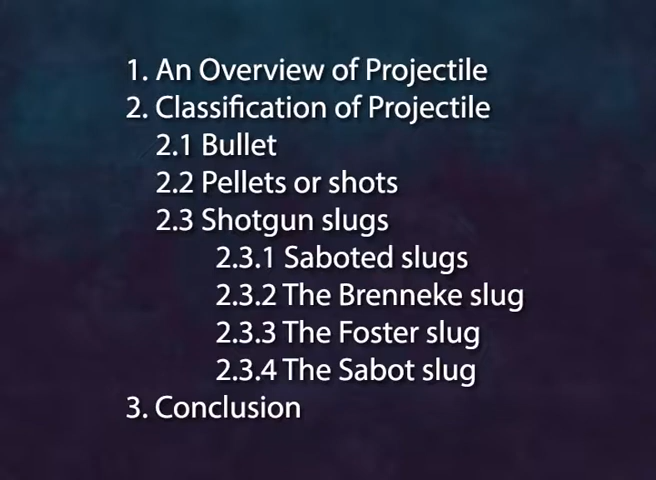 1. An Overview of Projectile
2. Classification of Projectile
2.1 Bullet
2.2 Pellets or shots
2.3 Shotgun slugs
2.3.1 Saboted slugs
2.3.2 The Brenneke slug
2.3.3 The Foster slug
2.3.4 The Sabot slug
3. Conclusion